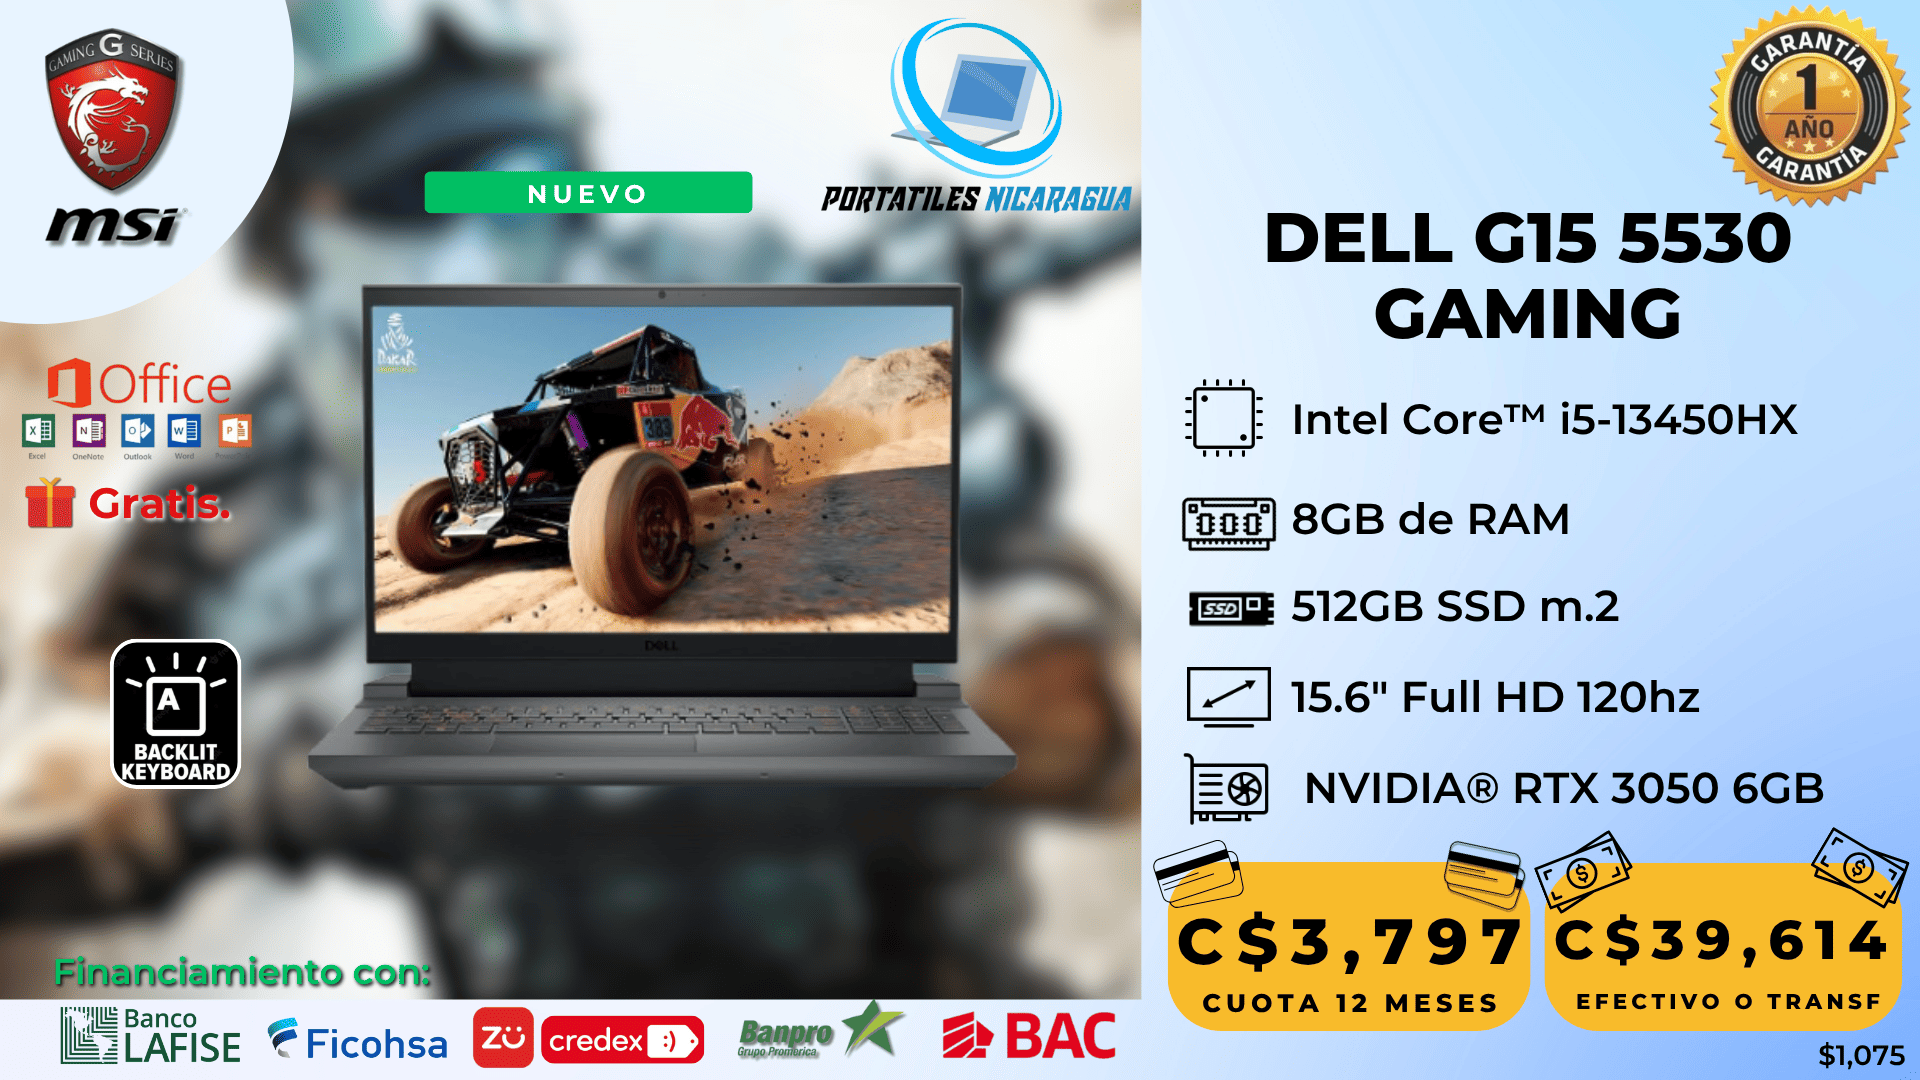 GAMING G SERIES
msi
NUEVO
PORTATILES NICARAGUA
GARANTÍA
1
AÑO
GARANTÍA
DELL G15 5530
GAMING
Office
Excel
OneNote
Outlook
Word
Gratis.
DAKAR
383
DELL
A
BACKLIT
KEYBOARD
Intel Core™ i5-13450HX
8GB de RAM
SSD
512GB SSD m.2
15.6" Full HD 120hz
NVIDIA® RTX 3050 6GB
C$3,797
CUOTA 12 MESES
C$39,614
EFECTIVO O TRANSF
$1,075
Financiamiento con:
Banco
LAFISE
Ficohsa
zü
credex :)
Banpro
Grupo Promerica
BAC